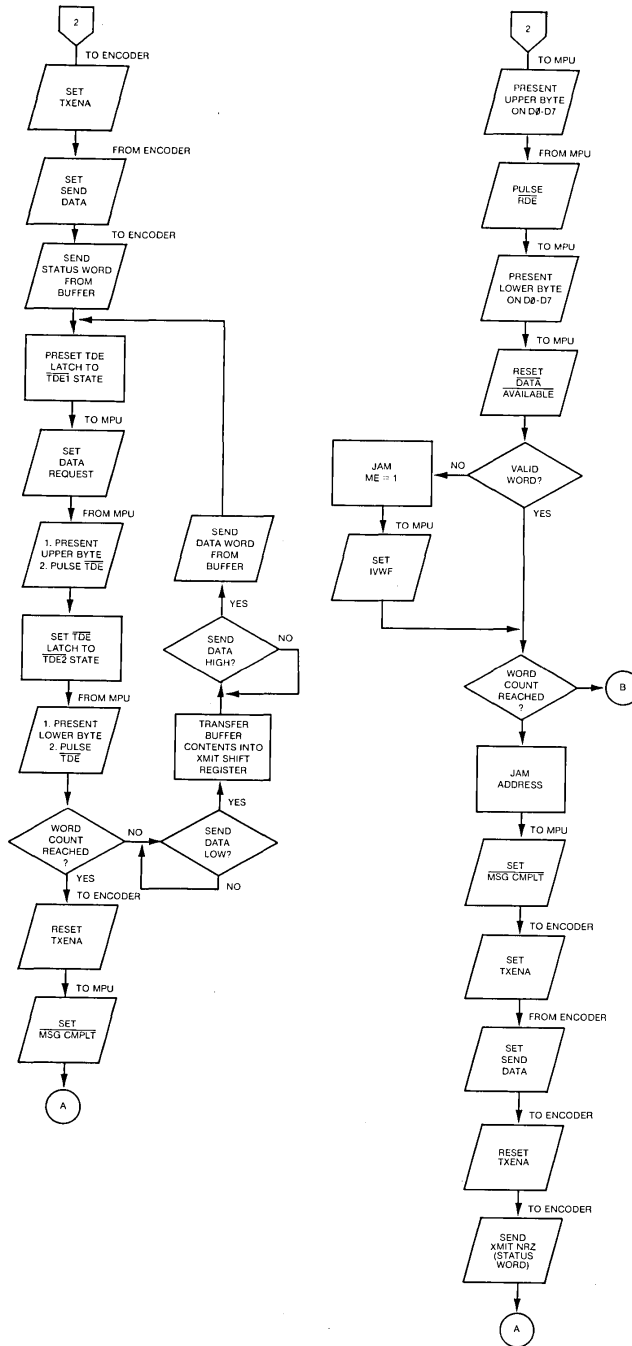 2
TO ENCODER
SET
TXENA
FROM ENCODER
SET
SEND
DATA
TO ENCODER
SEND
STATUS WORD
FROM
BUFFER
PRESET TDE
LATCH TO
TDE1 STATE
TO MPU
SET
DATA
REQUEST
FROM MPU
1. PRESENT
UPPER BYTE
2. PULSE TDE
SET TDE
LATCH TO
TDE2 STATE
FROM MPU
1. PRESENT
LOWER BYTE
2. PULSE
TDE
WORD
COUNT
REACHED
?
NO
YES
SEND
DATA
LOW?
NO
YES
TRANSFER
BUFFER
CONTENTS INTO
XMIT SHIFT
REGISTER
SEND
DATA
HIGH?
NO
YES
SEND
DATA WORD
FROM
BUFFER
TO ENCODER
RESET
TXENA
TO MPU
SET
MSG CMPLT
A
2
TO MPU
PRESENT
UPPER BYTE
ON DØ-D7
FROM MPU
PULSE
RDE
TO MPU
PRESENT
LOWER BYTE
ON DØ-D7
TO MPU
RESET
DATA
AVAILABLE
VALID
WORD?
NO
YES
JAM
ME = 1
TO MPU
SET
IVWF
WORD
COUNT
REACHED
?
B
JAM
ADDRESS
TO MPU
SET
MSG CMPLT
TO ENCODER
SET
TXENA
FROM ENCODER
SET
SEND
DATA
TO ENCODER
RESET
TXENA
TO ENCODER
SEND
XMIT NRZ
(STATUS
WORD)
A